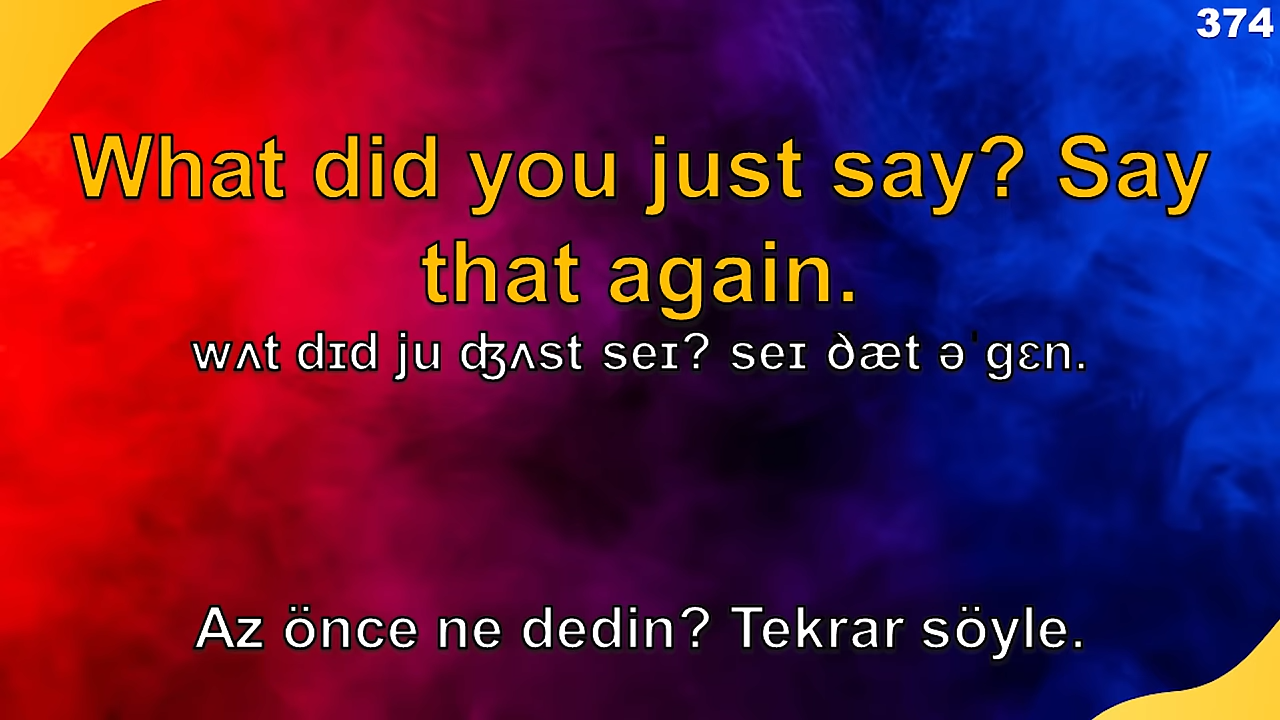 374
What did you just say? Say
that again.
wʌt dɪd ju ʤʌst seɪ? seɪ ðæt əˈgɛn.
Az önce ne dedin? Tekrar söyle.